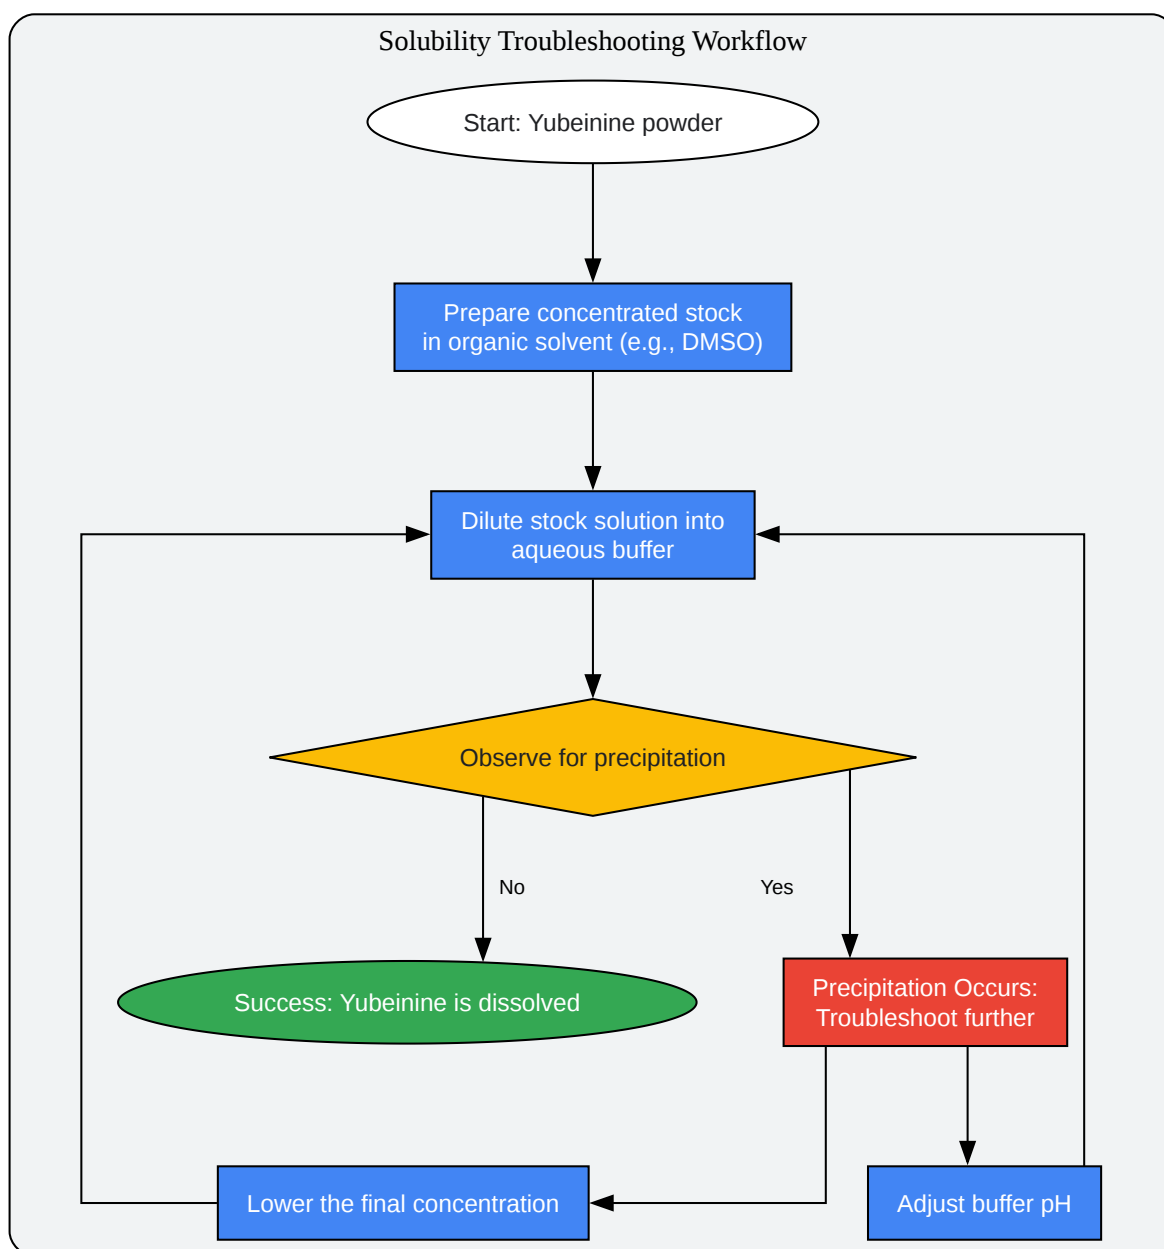 Solubility Troubleshooting Workflow
Start: Yubeinine powder
Prepare concentrated stock
in organic solvent (e.g., DMSO)
Dilute stock solution into
aqueous buffer
Observe for precipitation
No
Yes
Success: Yubeinine is dissolved
Precipitation Occurs:
Troubleshoot further
Lower the final concentration
Adjust buffer pH